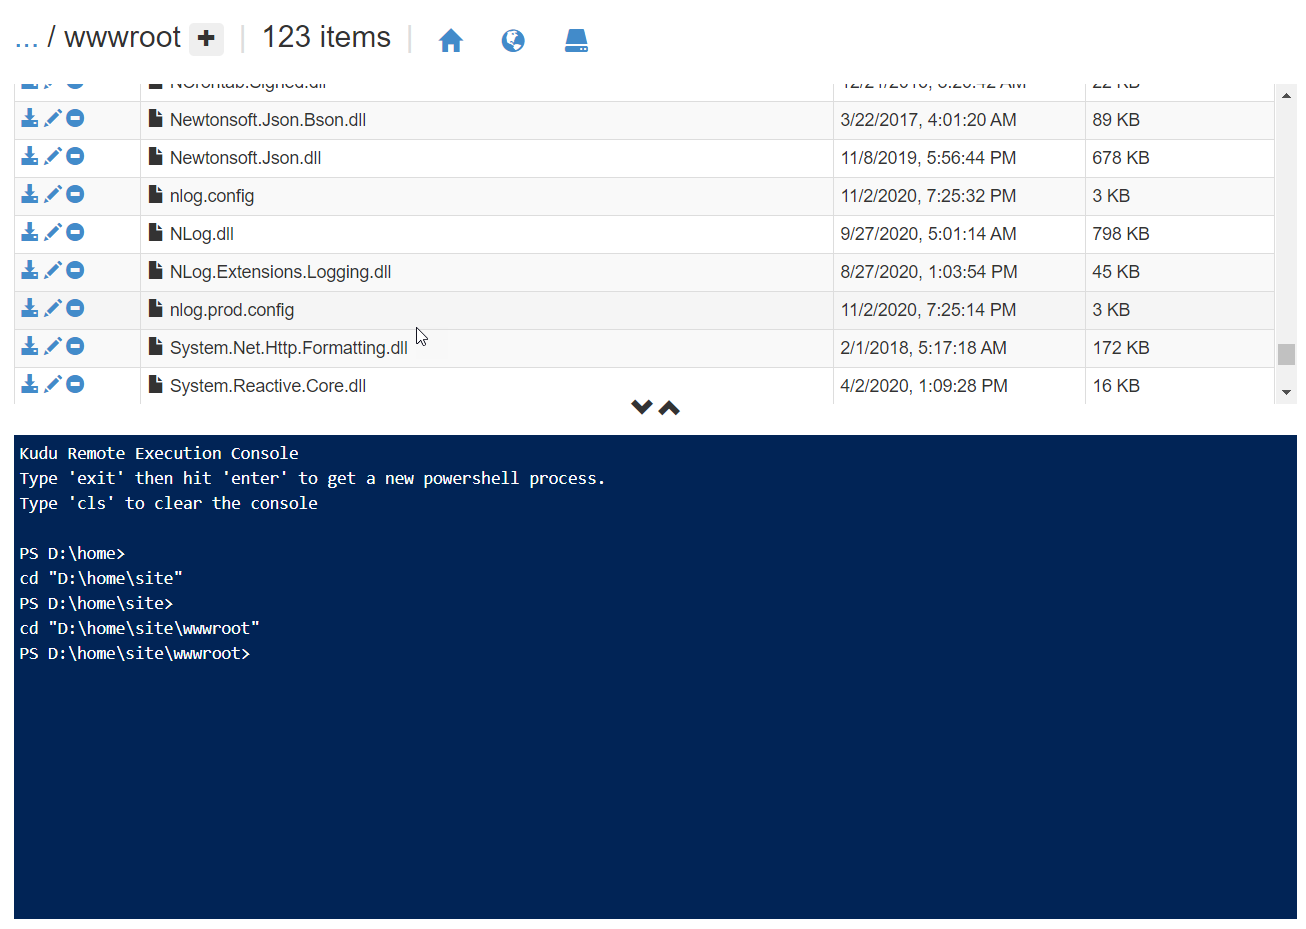 ... / wwwroot + | 123 items |
NCrontab.Signed.dll 22 KB
Newtonsoft.Json.Bson.dll 3/22/2017, 4:01:20 AM 89 KB
Newtonsoft.Json.dll 11/8/2019, 5:56:44 PM 678 KB
nlog.config 11/2/2020, 7:25:32 PM 3 KB
NLog.dll 9/27/2020, 5:01:14 AM 798 KB
NLog.Extensions.Logging.dll 8/27/2020, 1:03:54 PM 45 KB
nlog.prod.config 11/2/2020, 7:25:14 PM 3 KB
System.Net.Http.Formatting.dll 2/1/2018, 5:17:18 AM 172 KB
System.Reactive.Core.dll 4/2/2020, 1:09:28 PM 16 KB
Kudu Remote Execution Console
Type 'exit' then hit 'enter' to get a new powershell process.
Type 'cls' to clear the console
PS D:\home>
cd "D:\home\site"
PS D:\home\site>
cd "D:\home\site\wwwroot"
PS D:\home\site\wwwroot>